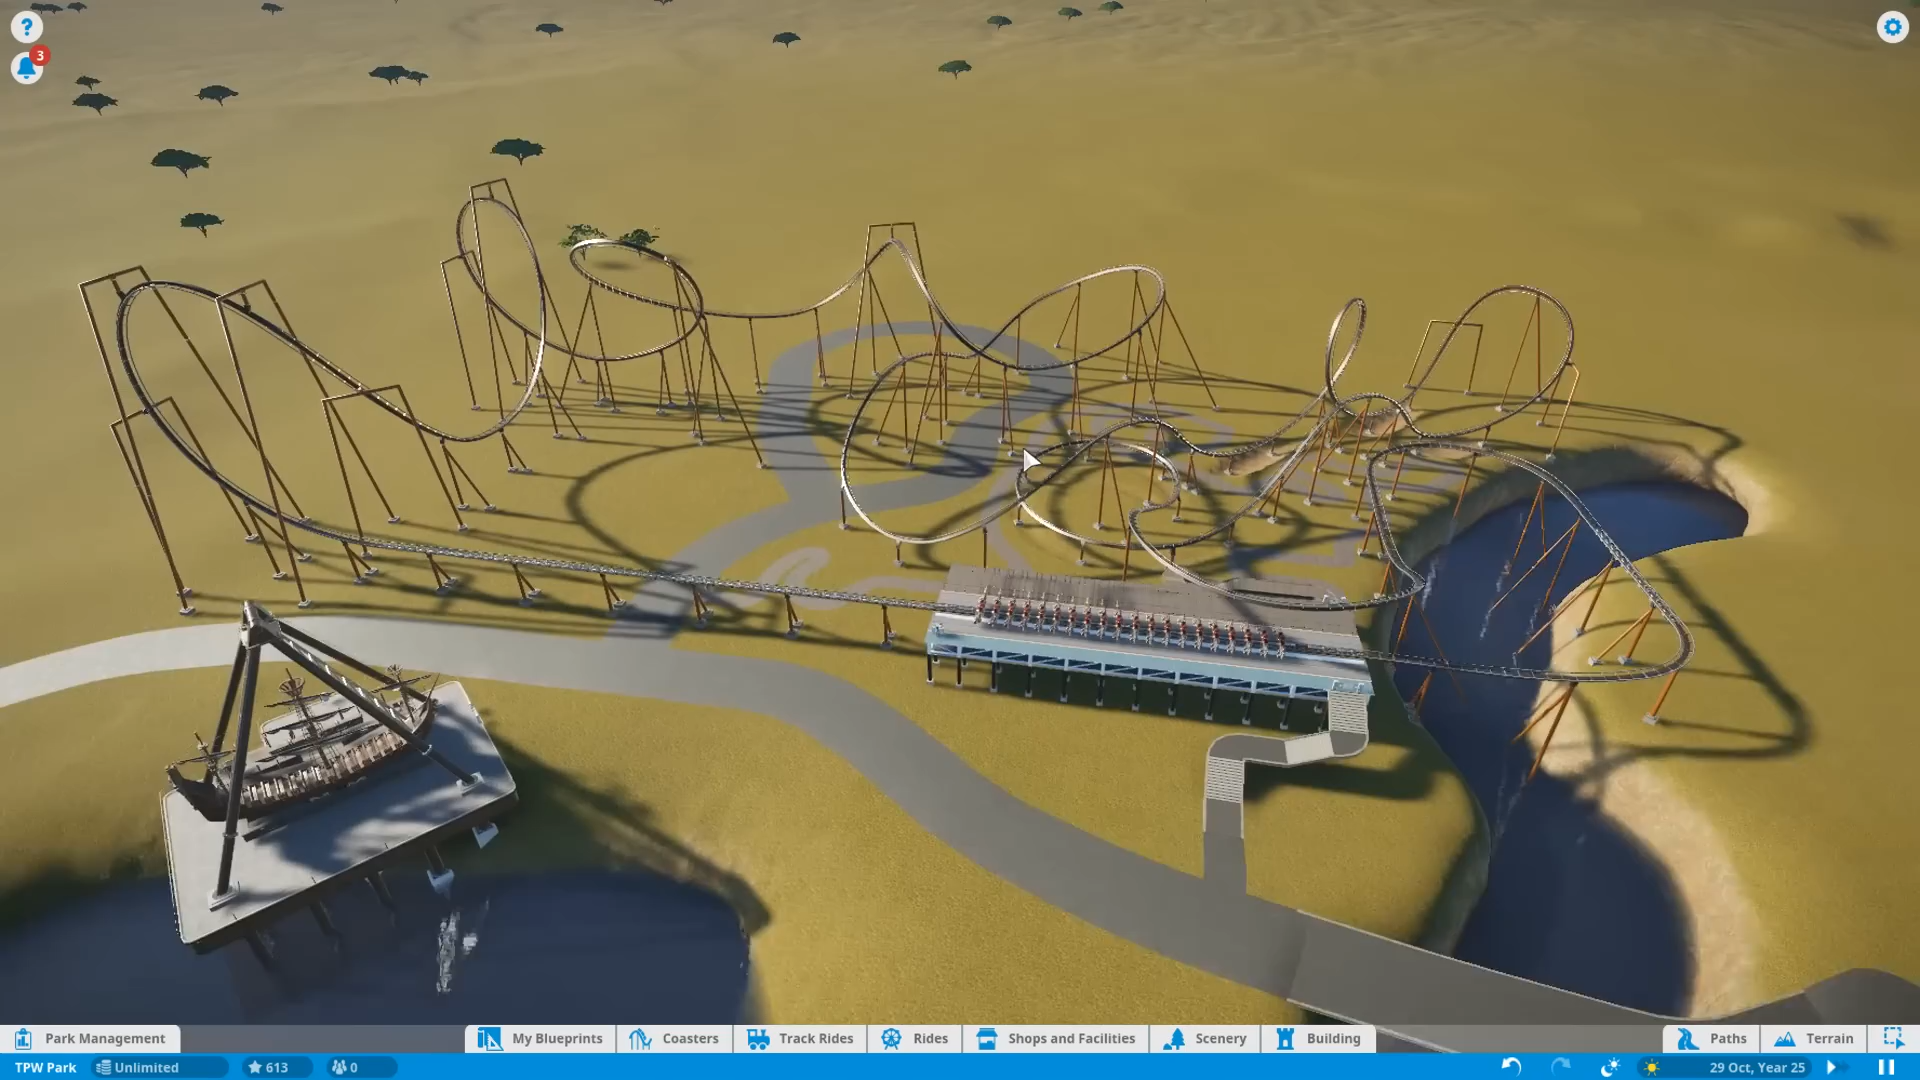 ?
3
Park Management
My Blueprints
Coasters
Track Rides
Rides
Shops and Facilities
Scenery
Building
Paths
Terrain
TPW Park
Unlimited
613
0
29 Oct, Year 25